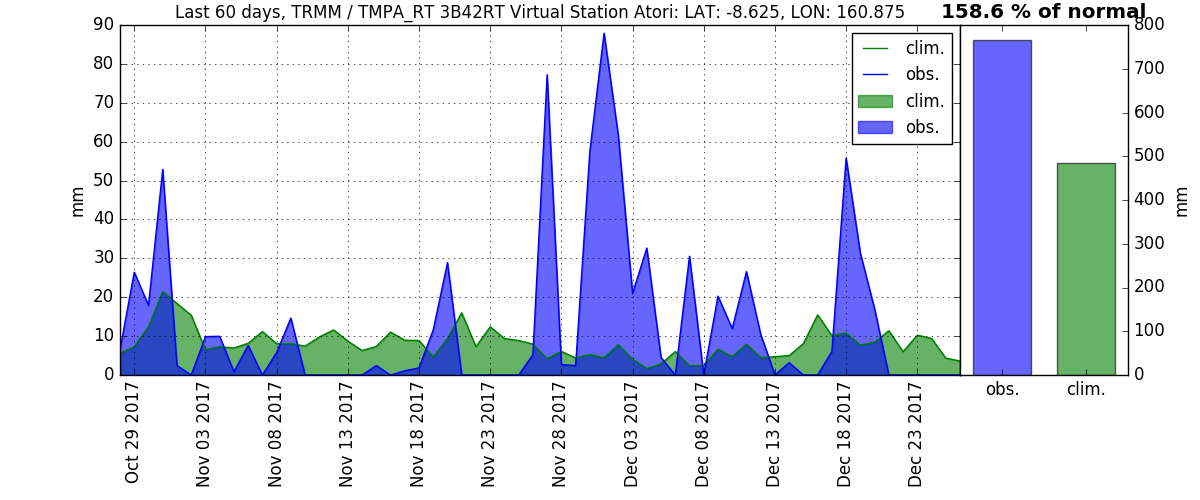 Last 60 days, TRMM / TMPA_RT 3B42RT Virtual Station Atori: LAT: -8.625, LON: 160.875
158.6 % of normal
90
80
70
60
50
40
30
20
10
0
mm
clim.
obs.
clim.
obs.
Oct 29 2017
Nov 03 2017
Nov 08 2017
Nov 13 2017
Nov 18 2017
Nov 23 2017
Nov 28 2017
Dec 03 2017
Dec 08 2017
Dec 13 2017
Dec 18 2017
Dec 23 2017
800
700
600
500
400
300
200
100
0
mm
obs.
clim.